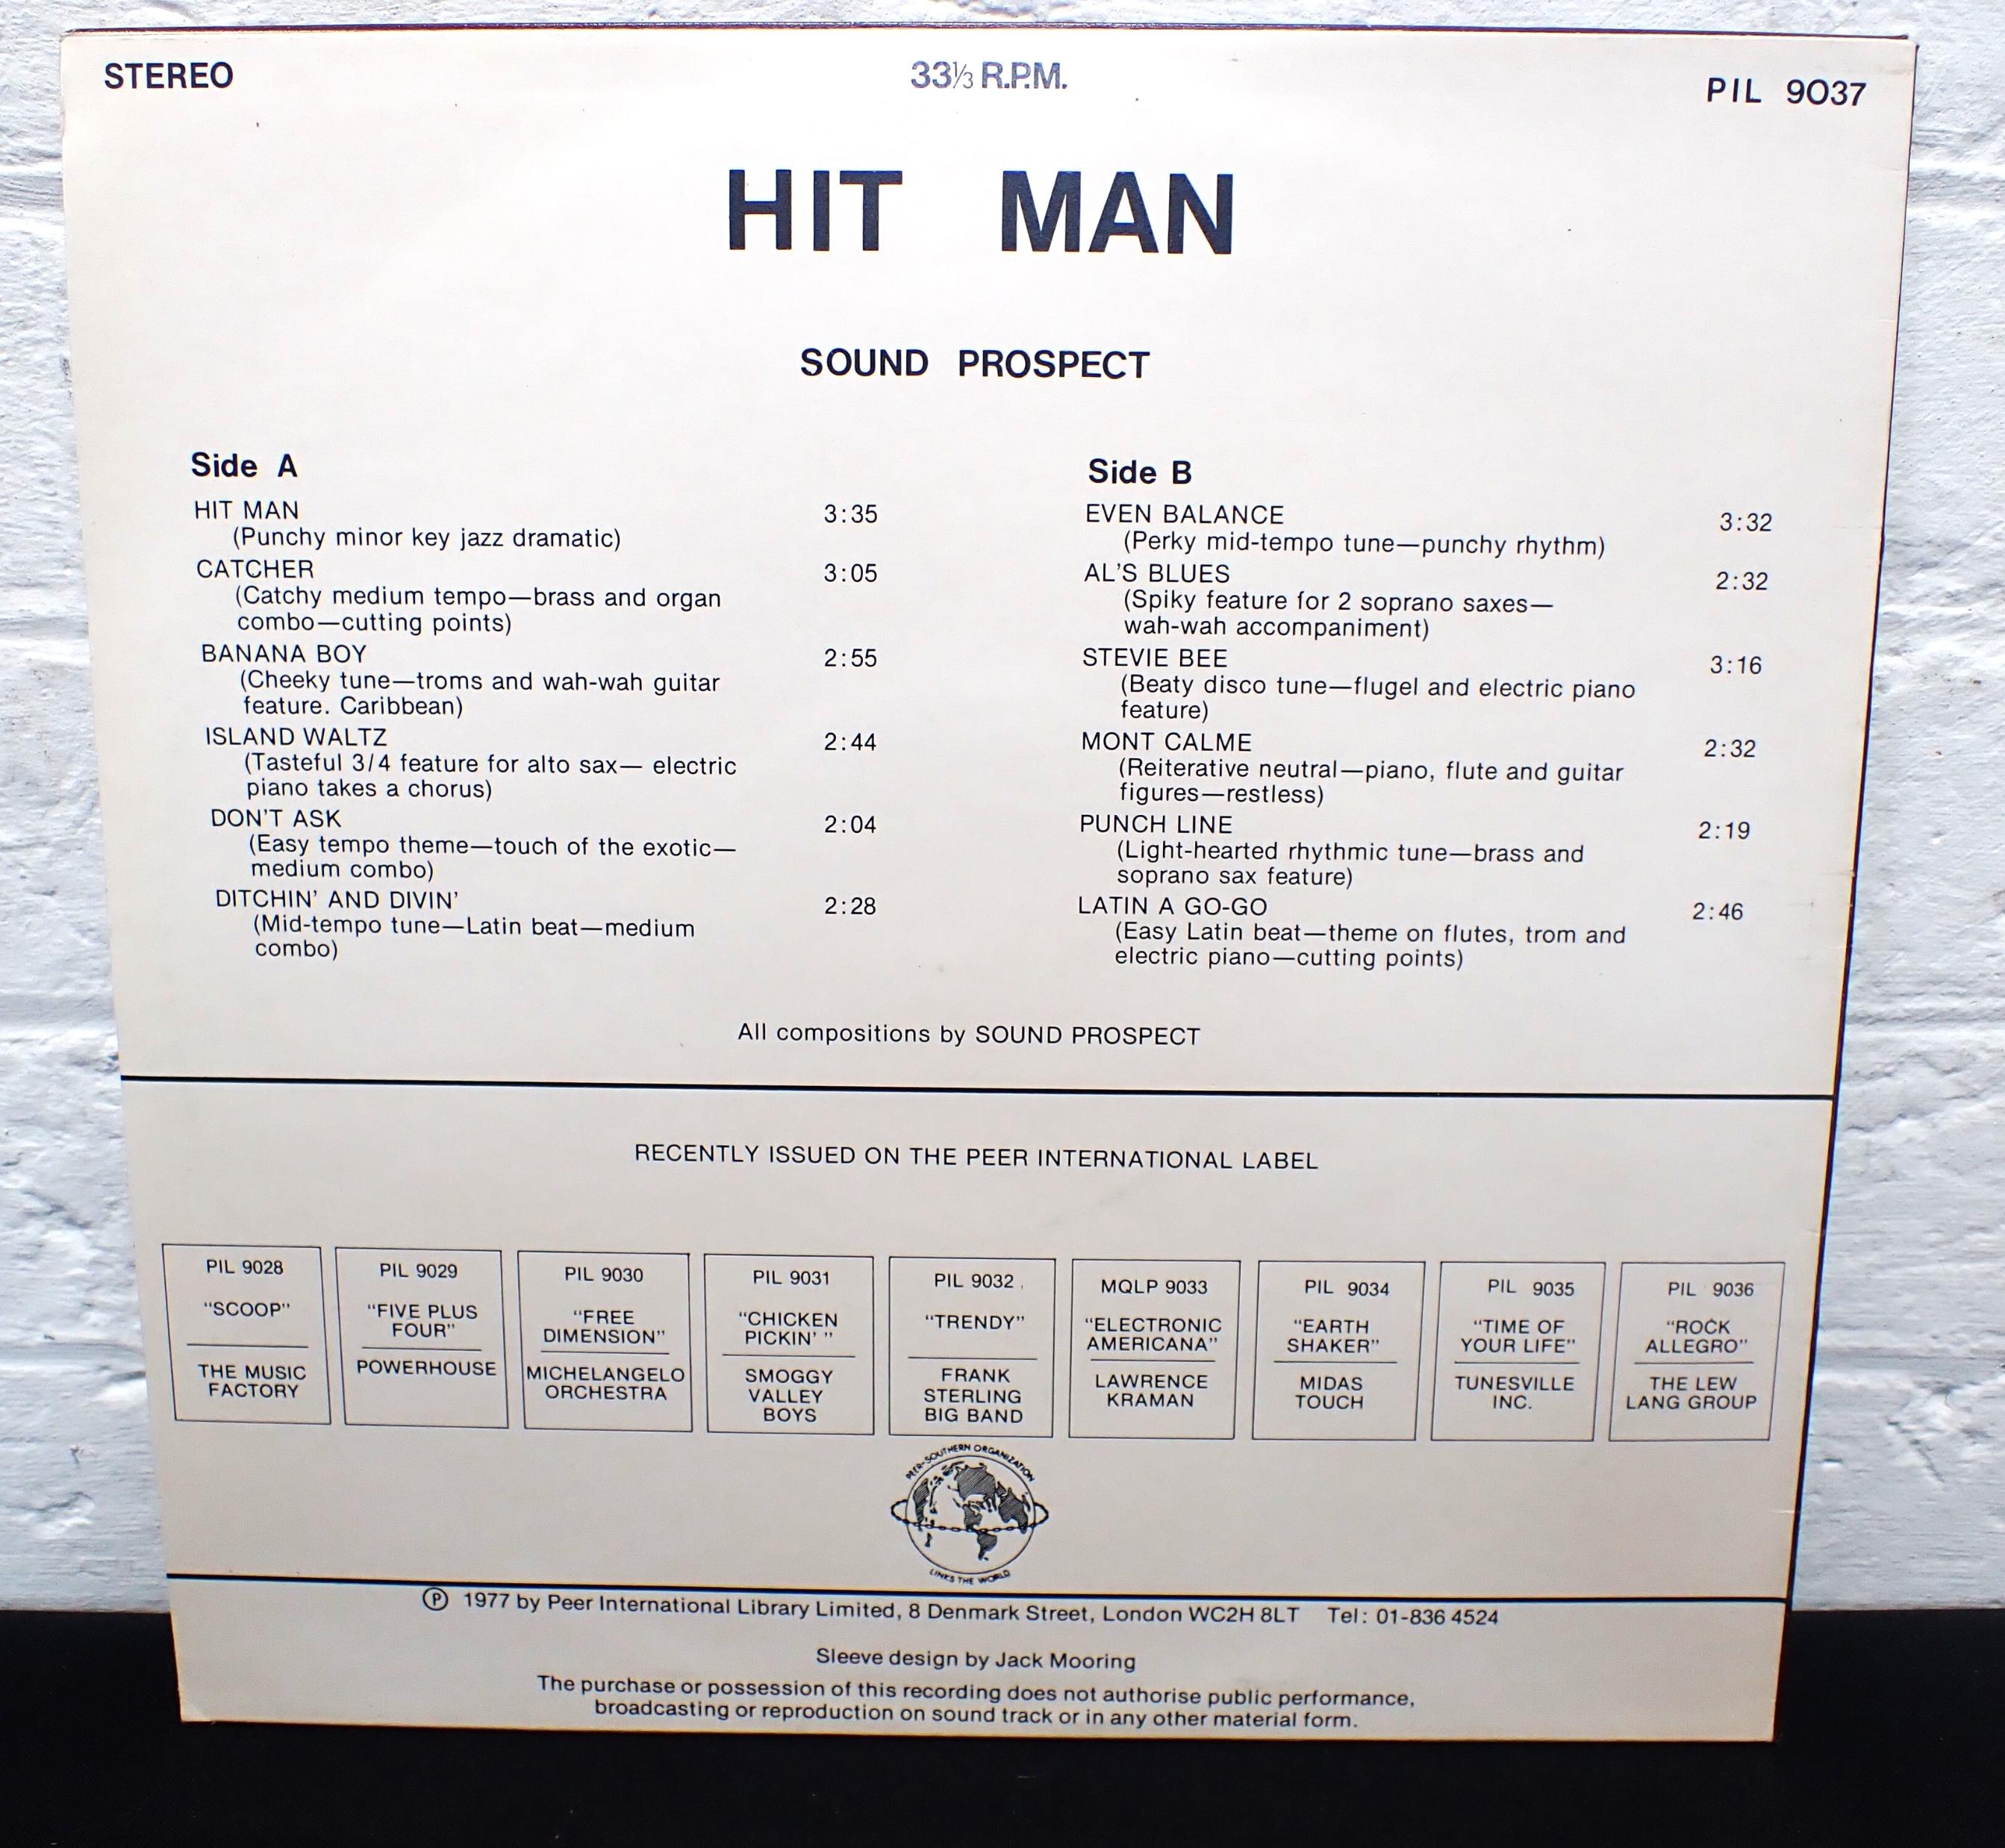 STEREO
33⅓ R.P.M.
PIL 9037
HIT MAN
SOUND PROSPECT
Side A
HIT MAN 3:35
(Punchy minor key jazz dramatic)
CATCHER 3:05
(Catchy medium tempo—brass and organ
combo—cutting points)
BANANA BOY 2:55
(Cheeky tune—troms and wah-wah guitar
feature. Caribbean)
ISLAND WALTZ 2:44
(Tasteful 3/4 feature for alto sax— electric
piano takes a chorus)
DON'T ASK 2:04
(Easy tempo theme—touch of the exotic—
medium combo)
DITCHIN' AND DIVIN' 2:28
(Mid-tempo tune—Latin beat—medium
combo)
Side B
EVEN BALANCE 3:32
(Perky mid-tempo tune—punchy rhythm)
AL'S BLUES 2:32
(Spiky feature for 2 soprano saxes—
wah-wah accompaniment)
STEVIE BEE 3:16
(Beaty disco tune—flugel and electric piano
feature)
MONT CALME 2:32
(Reiterative neutral—piano, flute and guitar
figures—restless)
PUNCH LINE 2:19
(Light-hearted rhythmic tune—brass and
soprano sax feature)
LATIN A GO-GO 2:46
(Easy Latin beat—theme on flutes, trom and
electric piano—cutting points)
All compositions by SOUND PROSPECT
RECENTLY ISSUED ON THE PEER INTERNATIONAL LABEL
PIL 9028
"SCOOP"
THE MUSIC
FACTORY
PIL 9029
"FIVE PLUS
FOUR"
POWERHOUSE
PIL 9030
"FREE
DIMENSION"
MICHELANGELO
ORCHESTRA
PIL 9031
"CHICKEN
PICKIN' "
SMOGGY
VALLEY
BOYS
PIL 9032
"TRENDY"
FRANK
STERLING
BIG BAND
MQLP 9033
"ELECTRONIC
AMERICANA"
LAWRENCE
KRAMAN
PIL 9034
"EARTH
SHAKER"
MIDAS
TOUCH
PIL 9035
"TIME OF
YOUR LIFE"
TUNESVILLE
INC.
PIL 9036
"ROCK
ALLEGRO"
THE LEW
LANG GROUP
PEER-SOUTHERN ORGANIZATION
LINKS THE WORLD
Ⓟ 1977 by Peer International Library Limited, 8 Denmark Street, London WC2H 8LT Tel: 01-836 4524
Sleeve design by Jack Mooring
The purchase or possession of this recording does not authorise public performance,
broadcasting or reproduction on sound track or in any other material form.